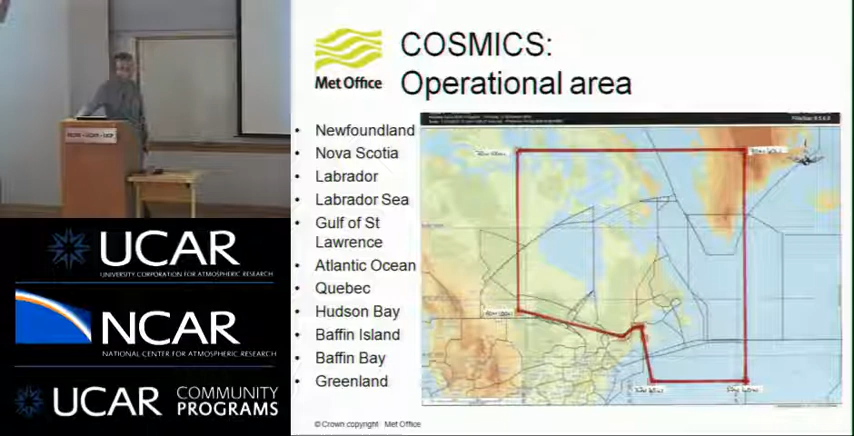 Met Office
COSMICS:
Operational area
• Newfoundland
• Nova Scotia
• Labrador
• Labrador Sea
• Gulf of St
Lawrence
• Atlantic Ocean
• Quebec
• Hudson Bay
• Baffin Island
• Baffin Bay
• Greenland
© Crown copyright Met Office
UCAR
UNIVERSITY CORPORATION FOR ATMOSPHERIC RESEARCH
NCAR
NATIONAL CENTER FOR ATMOSPHERIC RESEARCH
UCAR COMMUNITY
PROGRAMS